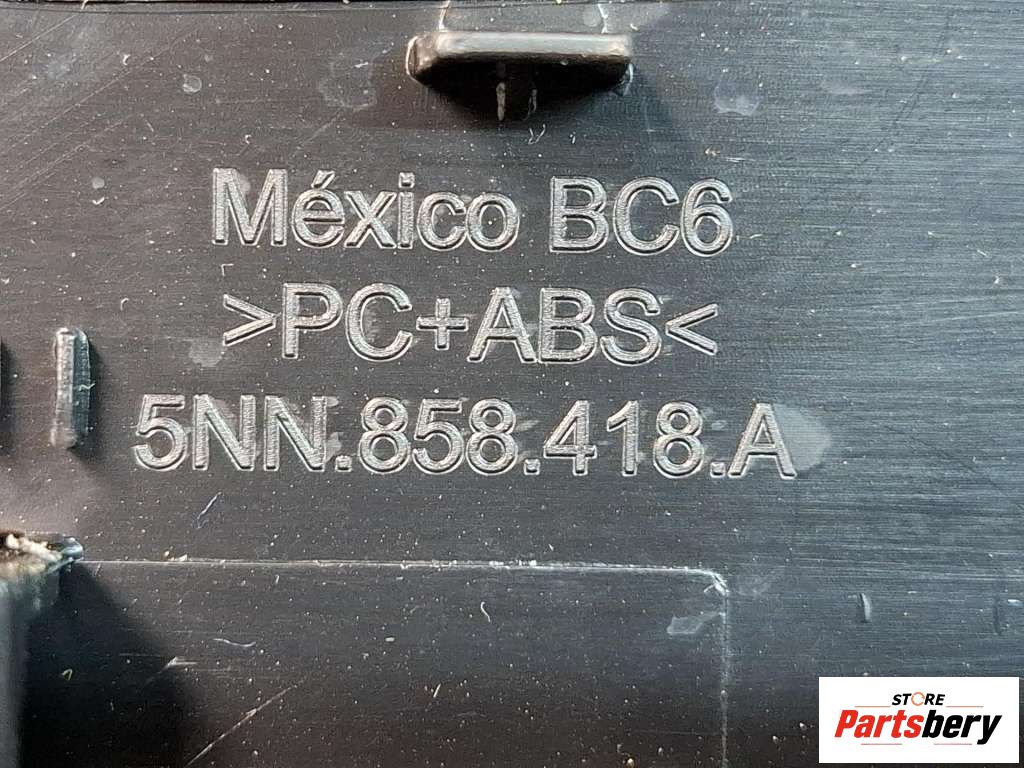 México BC6
>PC+ABS<
5NN.858.418.A
STORE
Partsbery